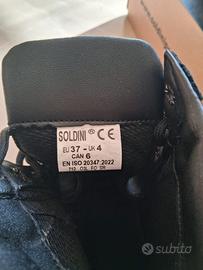 SOLDINI ® CE
EU 37 - UK 4
CAN 6
EN ISO 20347:2022
subito